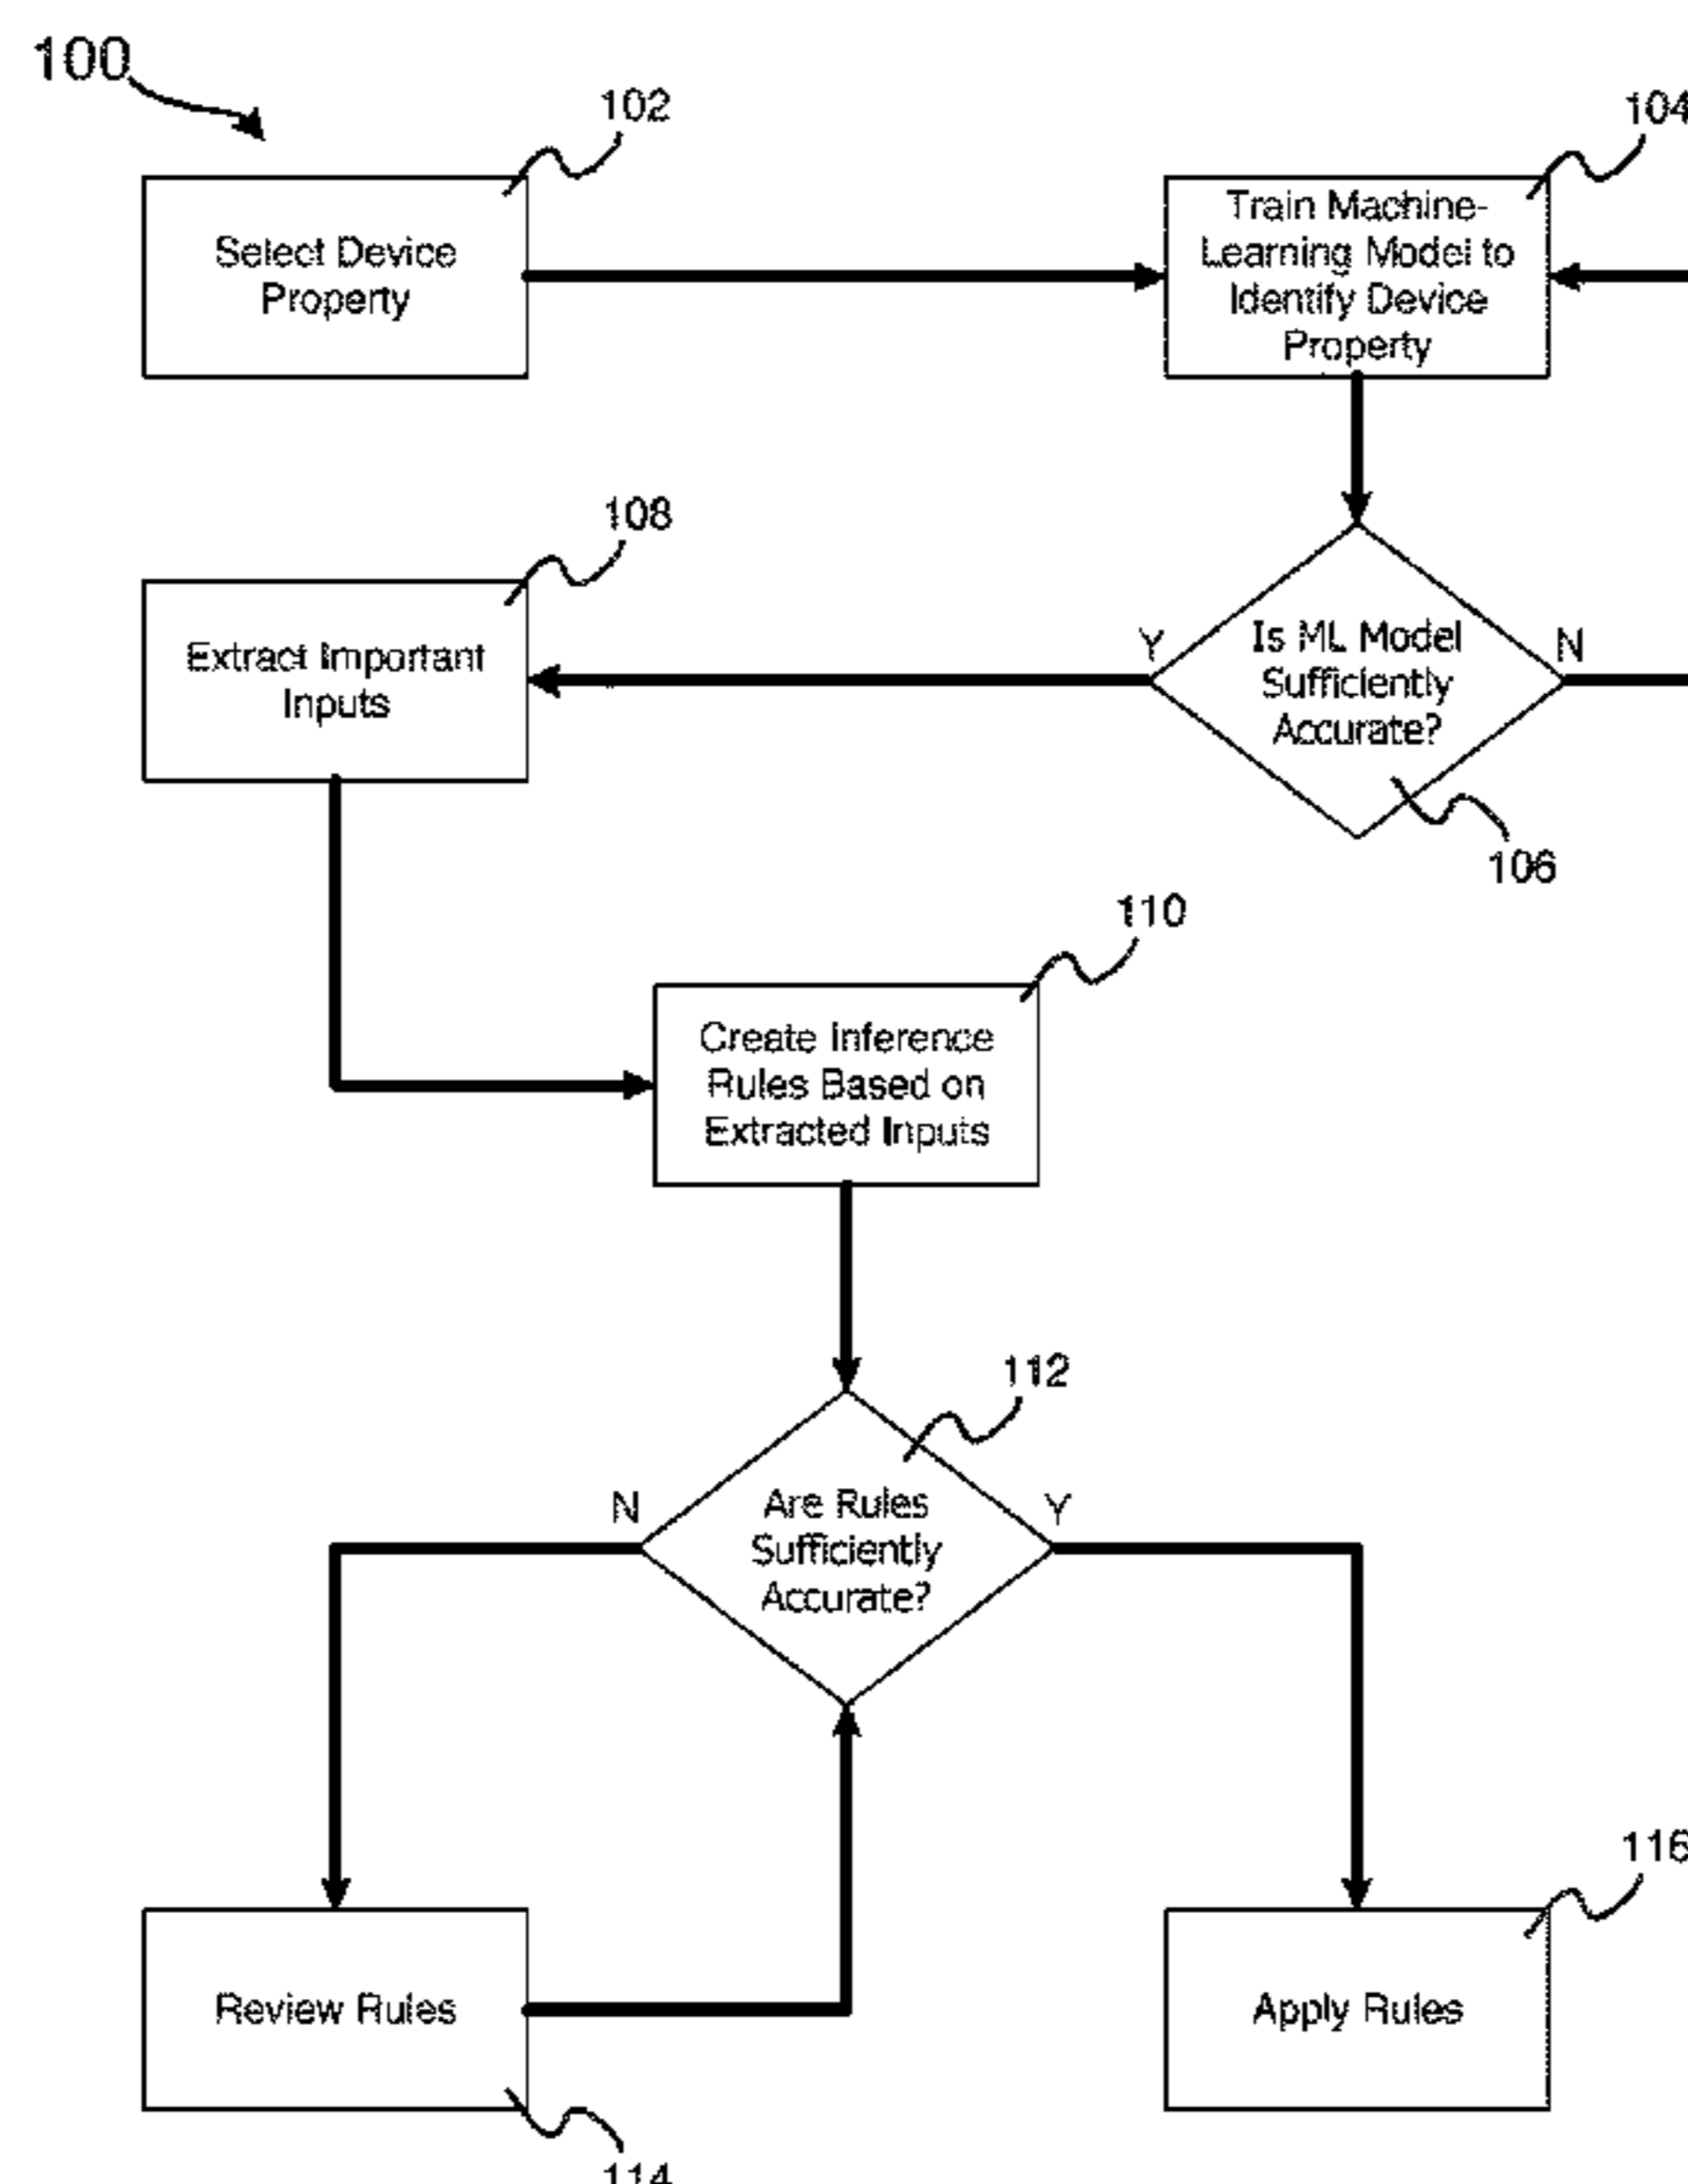 100
102
Select Device
Property
104
Train Machine-
Learning Model to
Identify Device
Property
108
Extract Important
Inputs
Y
Is ML Model
Sufficiently
Accurate?
N
106
110
Create Inference
Rules Based on
Extracted Inputs
112
N
Are Rules
Sufficiently
Accurate?
Y
Review Rules
114
116
Apply Rules